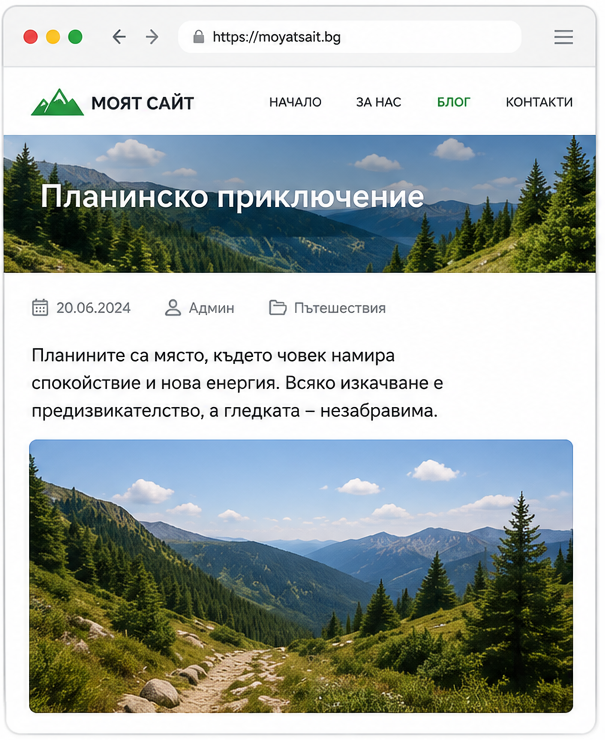 https://moyatsait.bg
МОЯТ САЙТ
НАЧАЛО ЗА НАС БЛОГ КОНТАКТИ
Планинско приключение
20.06.2024 Админ Пътешествия
Планините са място, където човек намира
спокойствие и нова енергия. Всяко изкачване е
предизвикателство, а гледката – незабравима.